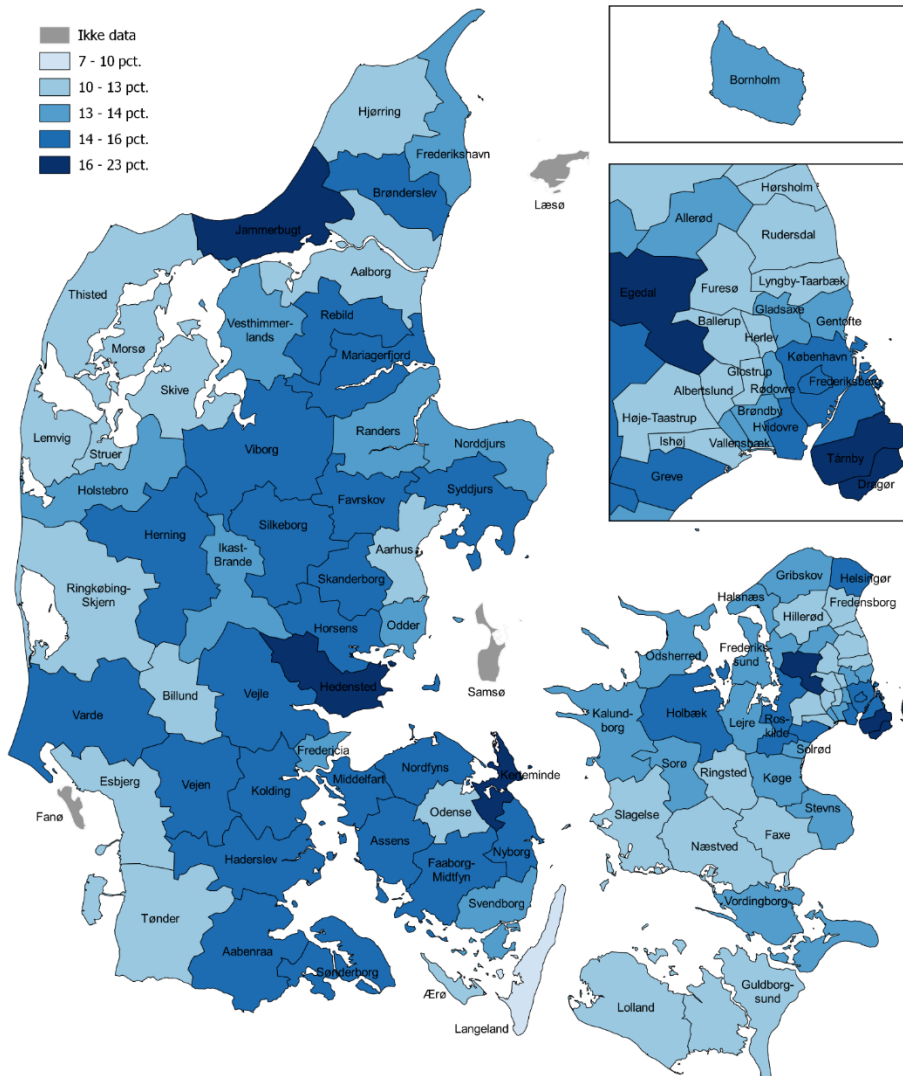 Ikke data
7 - 10 pct.
10 - 13 pct.
13 - 14 pct.
14 - 16 pct.
16 - 23 pct.
Hjørring
Frederikshavn
Brønderslev
Læsø
Jammerbugt
Aalborg
Thisted
Vesthimmer-
lands
Rebild
Morsø
Mariagerfjord
Skive
Lemvig
Struer
Randers
Norddjurs
Viborg
Holstebro
Favrskov
Syddjurs
Herning
Silkeborg
Ikast-
Brande
Aarhus
Skanderborg
Ringkøbing-
Skjern
Horsens
Odder
Hedensted
Samsø
Billund
Vejle
Varde
Fredericia
Esbjerg
Vejen
Kolding
Middelfart
Nordfyns
Kerteminde
Fanø
Odense
Assens
Nyborg
Haderslev
Faaborg-
Midtfyn
Svendborg
Tønder
Aabenraa
Sønderborg
Ærø
Langeland
Bornholm
Hørsholm
Allerød
Rudersdal
Egedal
Furesø
Lyngby-Taarbæk
Gladsaxe
Gentofte
Ballerup
Herlev
København
Glostrup
Rødovre
Frederiksberg
Albertslund
Høje-Taastrup
Brøndby
Hvidovre
Ishøj
Vallensbæk
Greve
Tårnby
Dragør
Gribskov
Helsingør
Halsnæs
Hillerød
Fredensborg
Odsherred
Frederiks-
sund
Kalund-
borg
Holbæk
Lejre
Ros-
kilde
Solrød
Sorø
Ringsted
Køge
Slagelse
Stevns
Næstved
Faxe
Vordingborg
Guldborg-
sund
Lolland